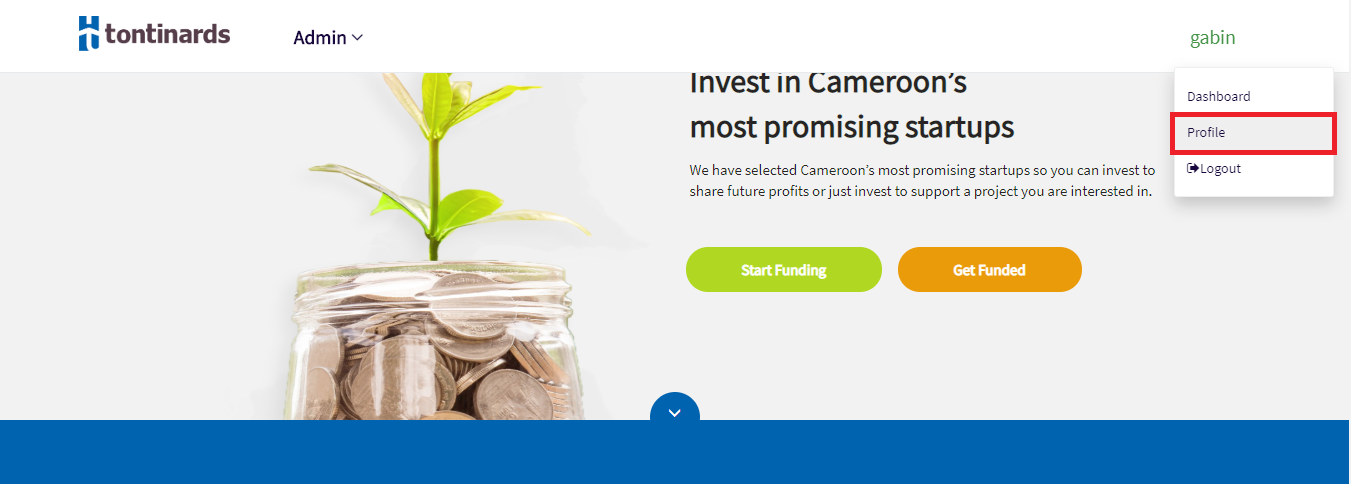 tontinards
Admin
gabin
Dashboard
Profile
Logout
Invest in Cameroon’s
most promising startups
We have selected Cameroon’s most promising startups so you can invest to
share future profits or just invest to support a project you are interested in.
Start Funding
Get Funded